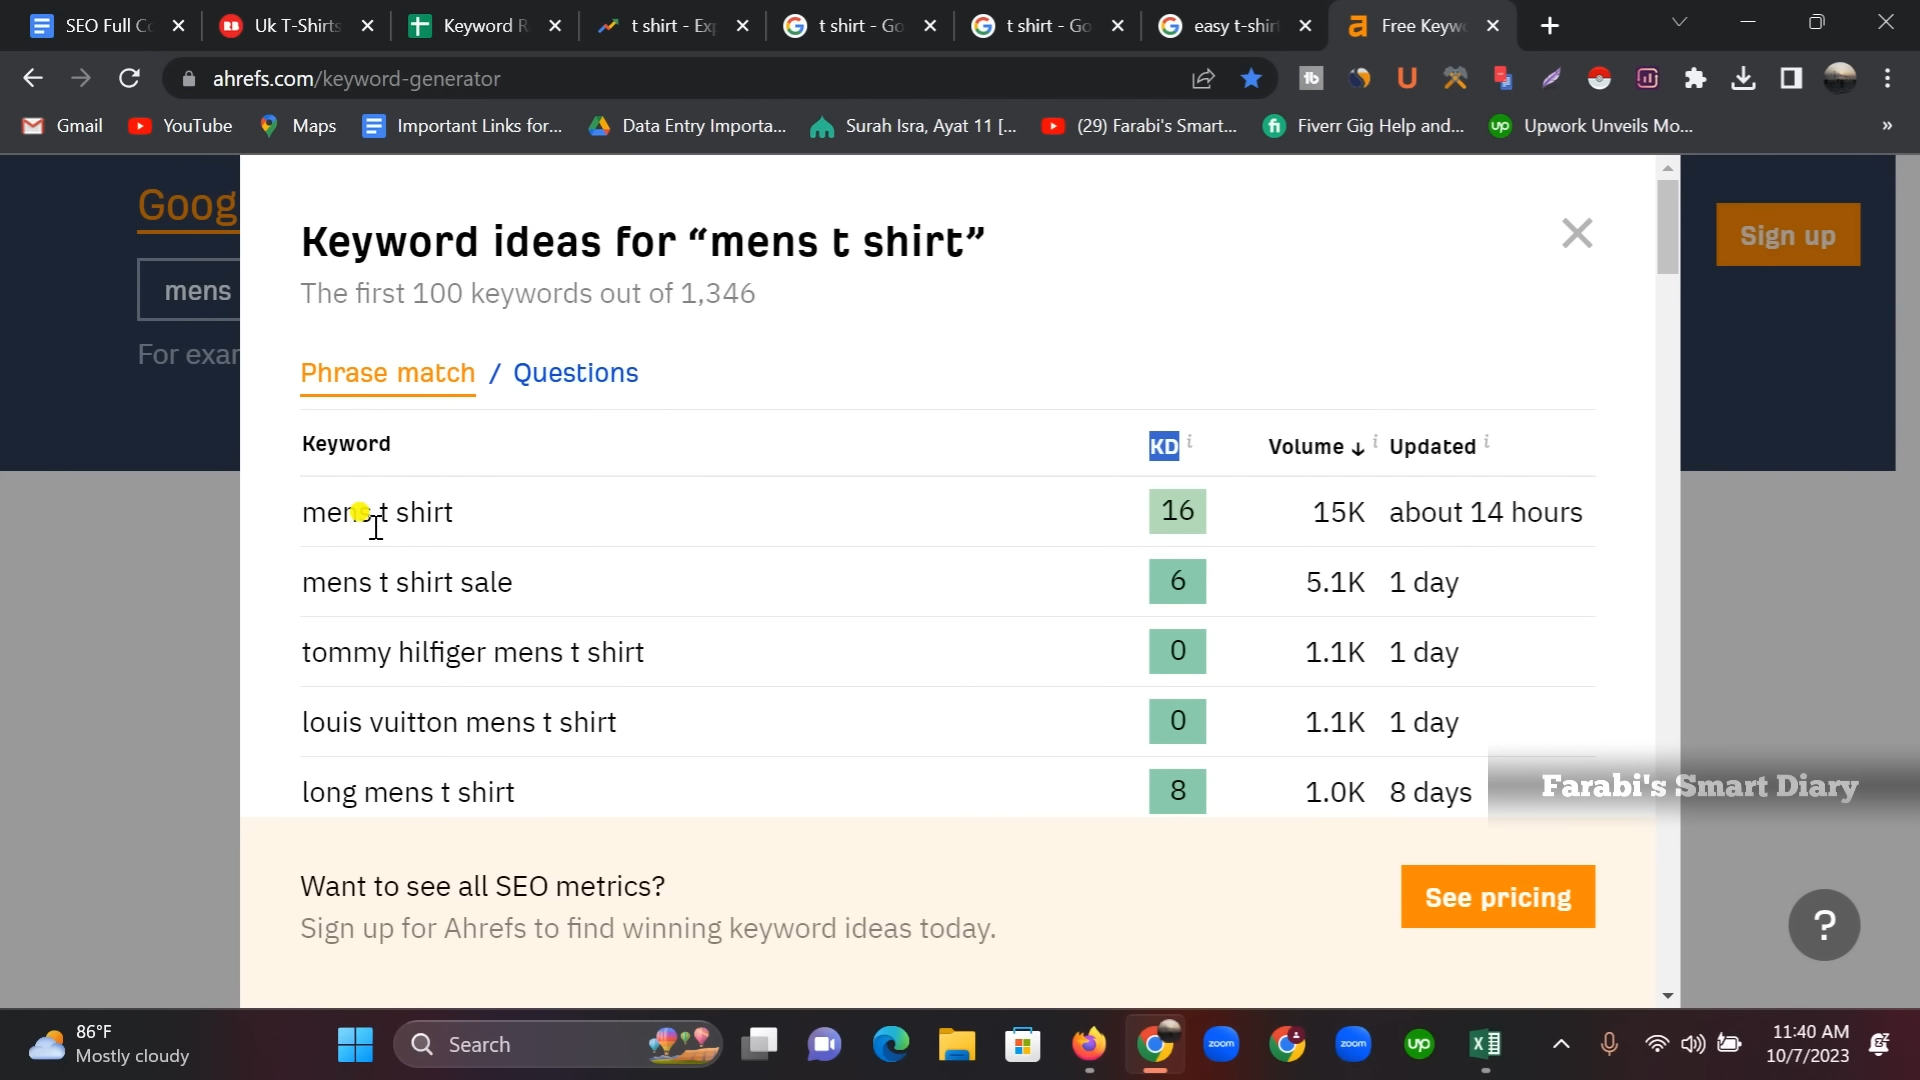 SEO Full C
Uk T-Shirts
Keyword R
t shirt - Exp
t shirt - Go
t shirt - Go
easy t-shirt
Free Keyw
ahrefs.com/keyword-generator
Gmail
YouTube
Maps
Important Links for...
Data Entry Importa...
Surah Isra, Ayat 11 [...
(29) Farabi's Smart...
Fiverr Gig Help and...
Upwork Unveils Mo...
»
Goog
mens
For exar
Sign up
Keyword ideas for “mens t shirt”
The first 100 keywords out of 1,346
Phrase match / Questions
Keyword KD i Volume ↓ i Updated i
mens t shirt 16 15K about 14 hours
mens t shirt sale 6 5.1K 1 day
tommy hilfiger mens t shirt 0 1.1K 1 day
louis vuitton mens t shirt 0 1.1K 1 day
long mens t shirt 8 1.0K 8 days
Farabi's Smart Diary
Want to see all SEO metrics?
Sign up for Ahrefs to find winning keyword ideas today.
See pricing
?
86°F
Mostly cloudy
Search
zoom
zoom
up
11:40 AM
10/7/2023